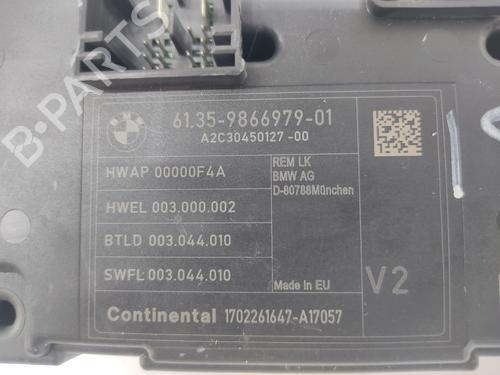 61.35-9866979-01
A2C30450127-00
HWAP 00000F4A
HWEL 003.000.002
BTLD 003.044.010
SWFL 003.044.010
REM LK
BMW AG
D-80788München
Made in EU
V2
Continental 1702261647-A17057
B-PARTS